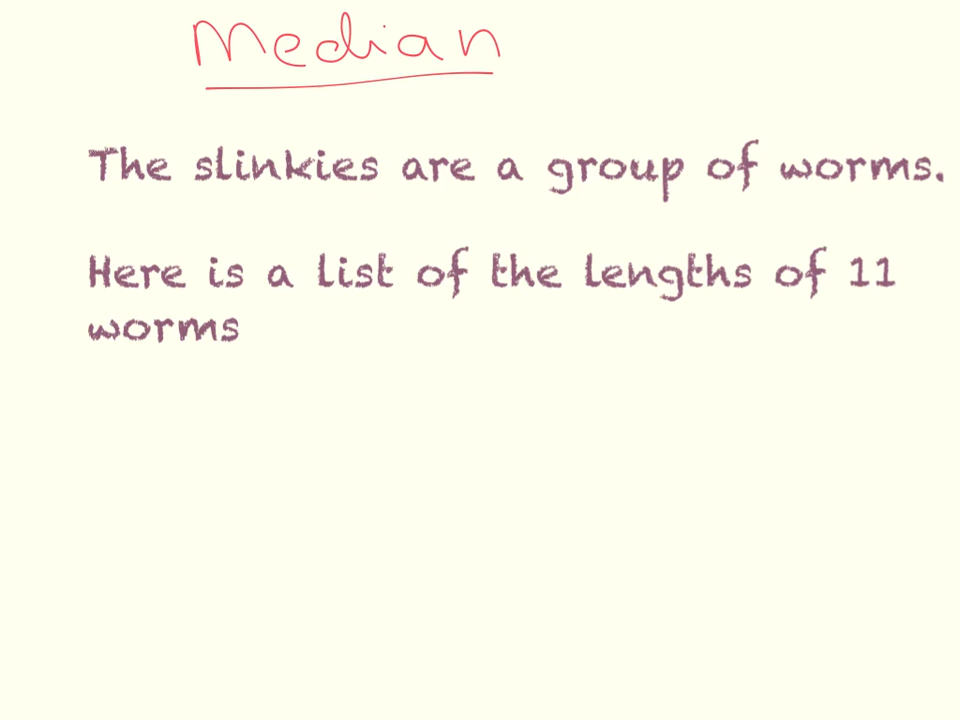 Median
The slinkies are a group of worms.
Here is a list of the lengths of 11
worms